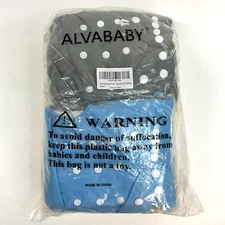 ALVABABY
WARNING
To avoid danger of suffocation,
keep this plastic bag away from
babies and children.
This bag is not a toy.
MADE IN CHINA